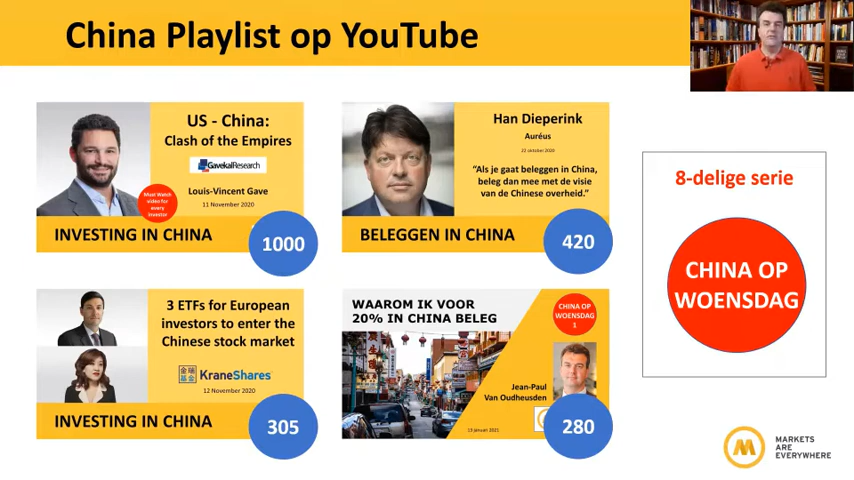 China Playlist op YouTube
US - China:
Clash of the Empires
GavekalResearch
Louis-Vincent Gave
11 November 2020
Must Watch
video for
every
investor
INVESTING IN CHINA
1000
Han Dieperink
Auréus
22 oktober 2020
“Als je gaat beleggen in China,
beleg dan mee met de visie
van de Chinese overheid.”
BELEGGEN IN CHINA
420
3 ETFs for European
investors to enter the
Chinese stock market
金瑞
基金
KraneShares
12 November 2020
INVESTING IN CHINA
305
WAAROM IK VOOR
20% IN CHINA BELEG
CHINA OP
WOENSDAG
1
Jean-Paul
Van Oudheusden
13 januari 2021
280
8-delige serie
CHINA OP
WOENSDAG
MARKETS
ARE
EVERYWHERE